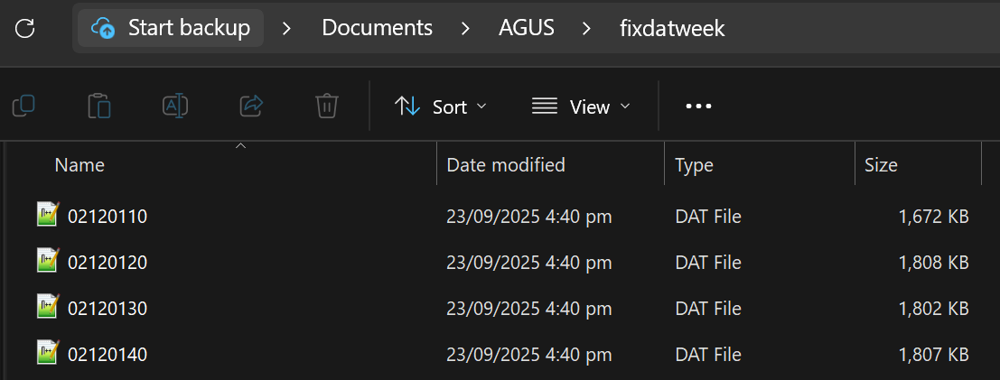 Start backup > Documents > AGUS > fixdatweek
Sort View
Name Date modified Type Size
02120110 23/09/2025 4:40 pm DAT File 1,672 KB
02120120 23/09/2025 4:40 pm DAT File 1,808 KB
02120130 23/09/2025 4:40 pm DAT File 1,802 KB
02120140 23/09/2025 4:40 pm DAT File 1,807 KB